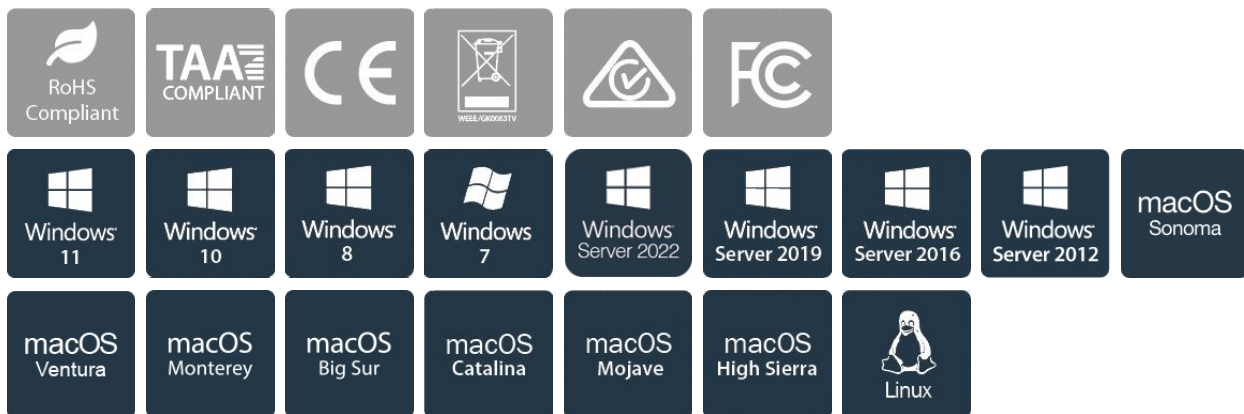 RoHS
Compliant
TAA
COMPLIANT
CE
WEEE/GK0063TV
FC
Windows
11
Windows
10
Windows
8
Windows
7
Windows
Server 2022
Windows
Server 2019
Windows
Server 2016
Windows
Server 2012
macOS
Sonoma
macOS
Ventura
macOS
Monterey
macOS
Big Sur
macOS
Catalina
macOS
Mojave
macOS
High Sierra
Linux